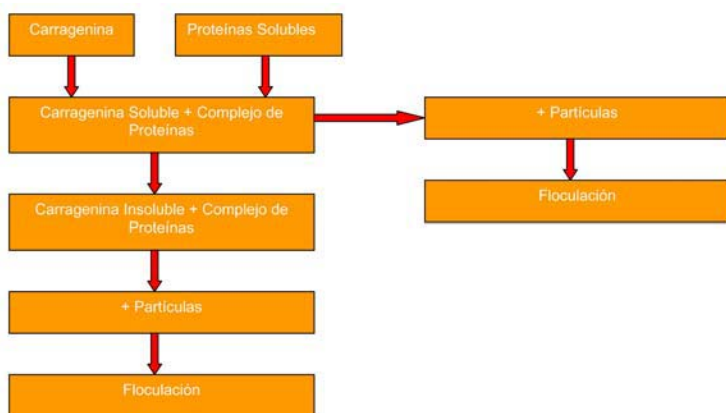 Carragenina
Proteínas Solubles
Carragenina Soluble + Complejo de
Proteínas
+ Partículas
Carragenina Insoluble + Complejo de
Proteínas
Floculación
+ Partículas
Floculación